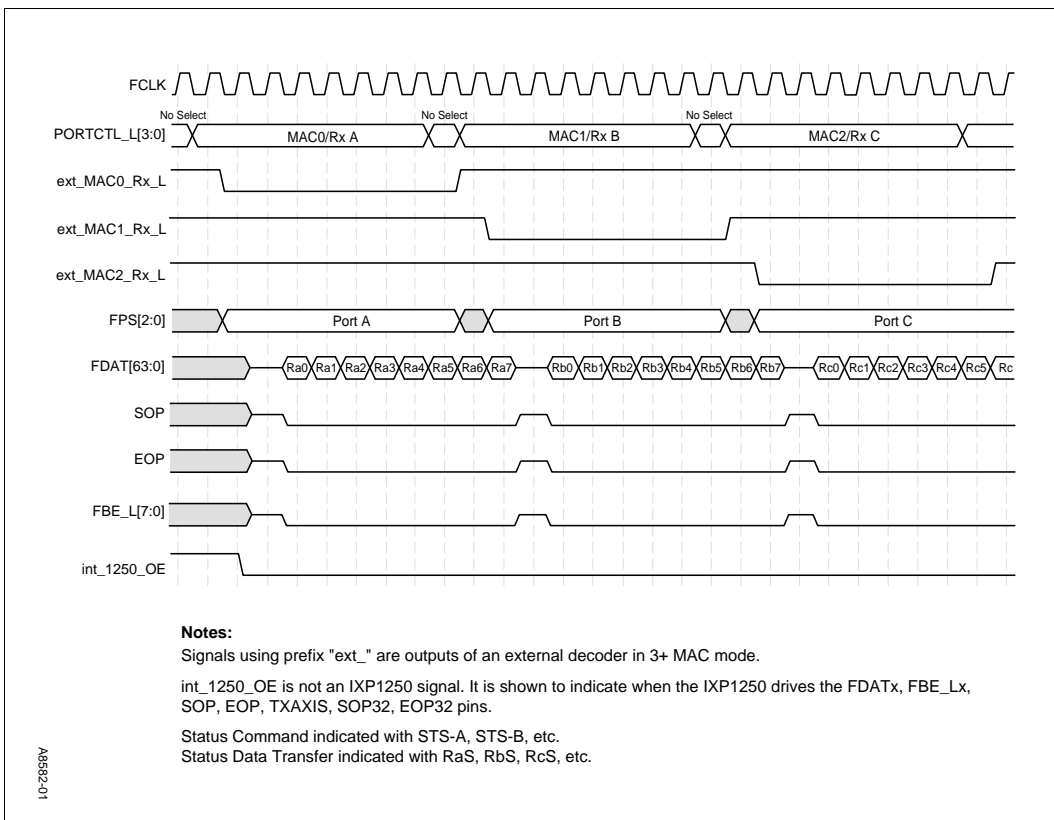 FCLK
No Select No Select No Select
PORTCTL_L[3:0] MAC0/Rx A MAC1/Rx B MAC2/Rx C
ext_MAC0_Rx_L
ext_MAC1_Rx_L
ext_MAC2_Rx_L
FPS[2:0] Port A Port B Port C
FDAT[63:0] Ra0 Ra1 Ra2 Ra3 Ra4 Ra5 Ra6 Ra7 Rb0 Rb1 Rb2 Rb3 Rb4 Rb5 Rb6 Rb7 Rc0 Rc1 Rc2 Rc3 Rc4 Rc5 Rc
SOP
EOP
FBE_L[7:0]
int_1250_OE
Notes:
Signals using prefix "ext_" are outputs of an external decoder in 3+ MAC mode.
int_1250_OE is not an IXP1250 signal. It is shown to indicate when the IXP1250 drives the FDATx, FBE_Lx,
SOP, EOP, TXAXIS, SOP32, EOP32 pins.
Status Command indicated with STS-A, STS-B, etc.
Status Data Transfer indicated with RaS, RbS, RcS, etc.
A8582-01